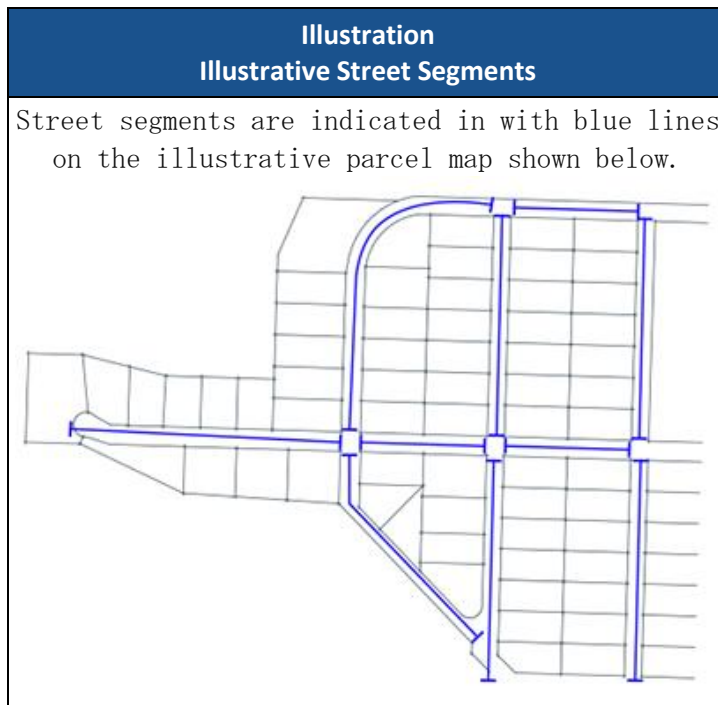 Illustration
Illustrative Street Segments
Street segments are indicated in with blue lines
on the illustrative parcel map shown below.